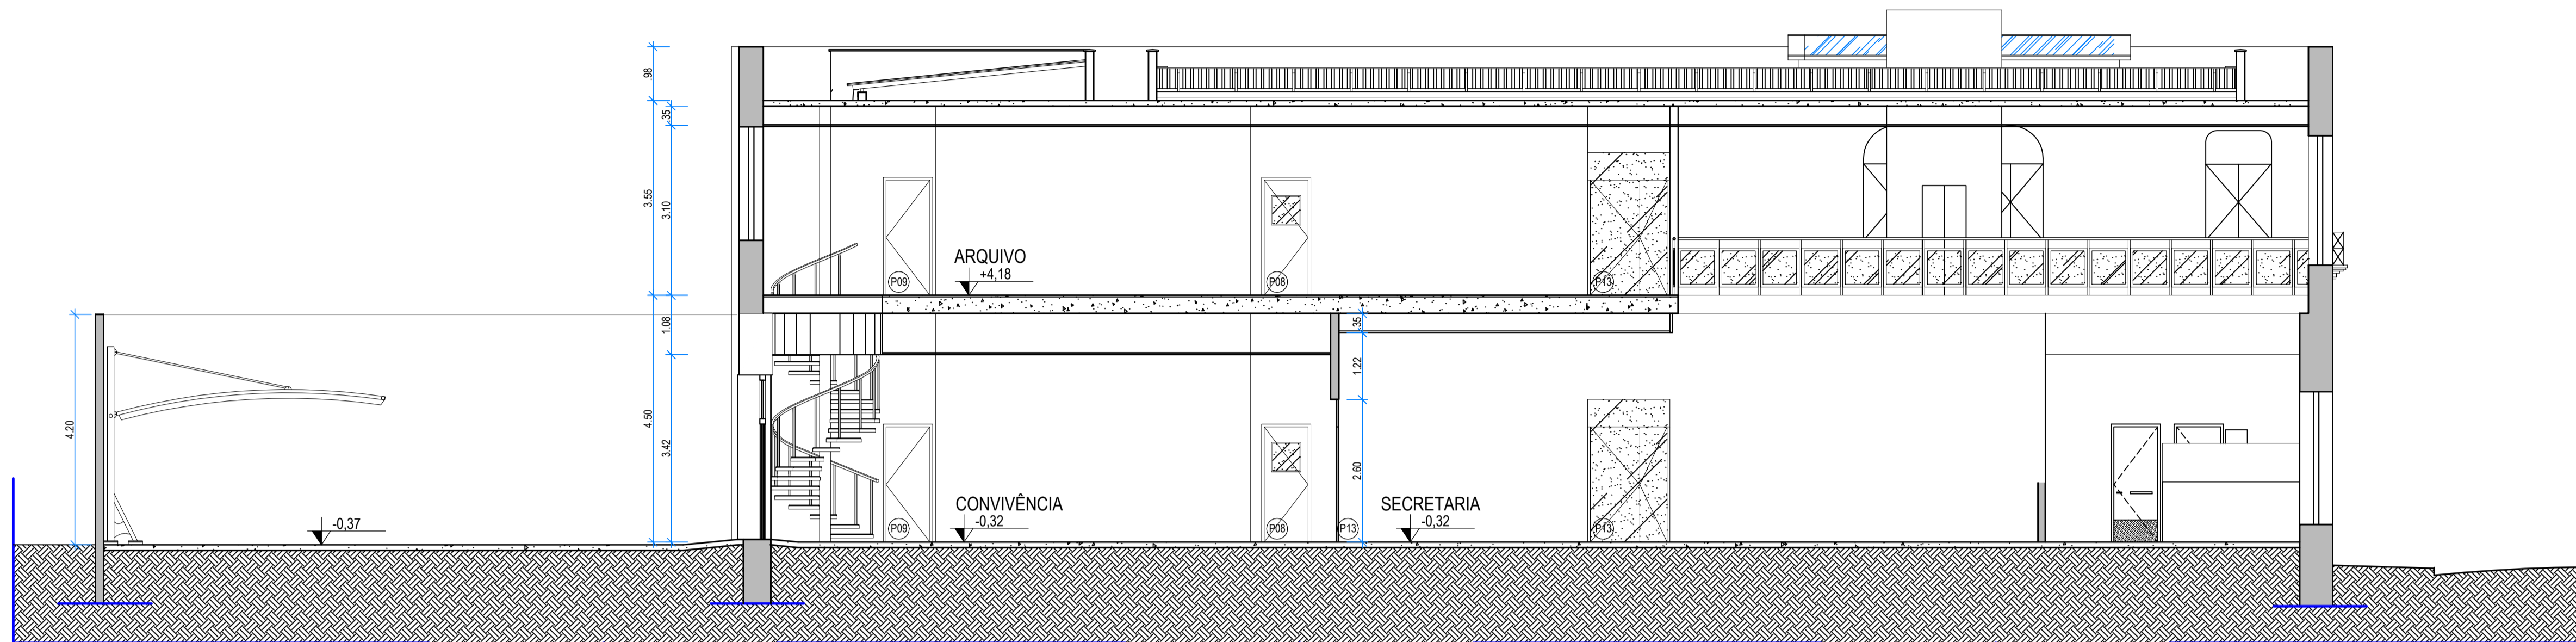 .98
.35
3.55
3.10
ARQUIVO
+4,18
P09
P08
P13
1.08
.35
4.20
1.22
4.50
3.42
2.60
CONVIVÊNCIA
-0,32
SECRETARIA
-0,32
-0,37
P09
P08
P13
P13